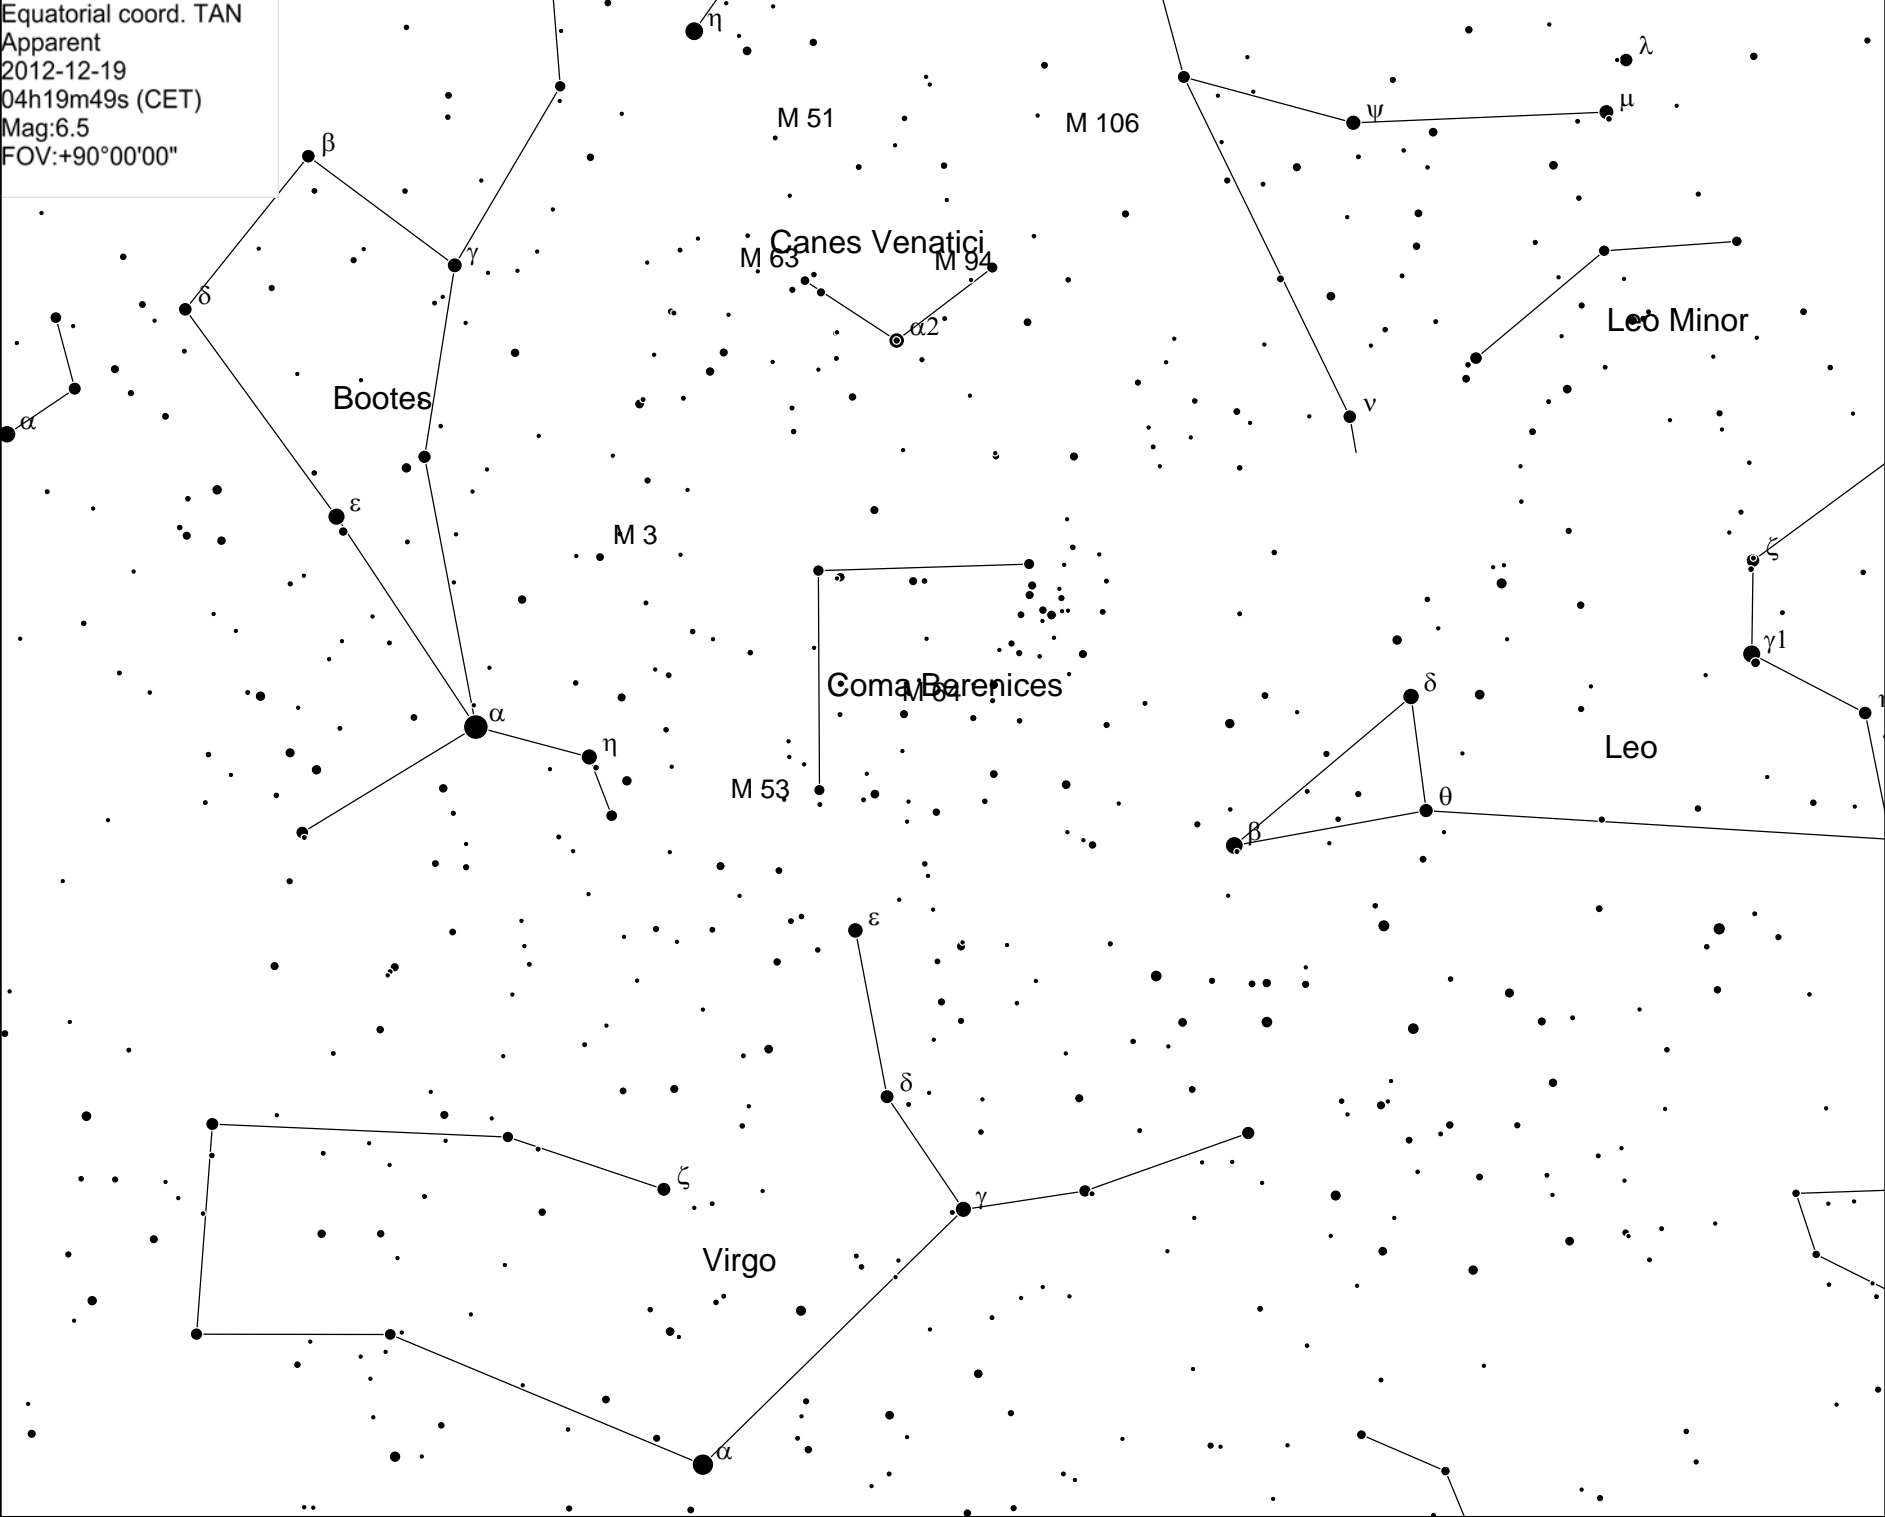 Equatorial coord. TAN
Apparent
2012-12-19
04h19m49s (CET)
Mag:6.5
FOV:+90°00'00"
η
λ
μ
ψ
M 51
M 106
β
Canes Venatici
M 63
M 94
γ
δ
α2
Leo Minor
Bootes
ν
α
ε
M 3
ζ
γ1
Coma Berenices
M 64
δ
α
η
Leo
M 53
θ
β
ε
δ
ζ
γ
Virgo
α